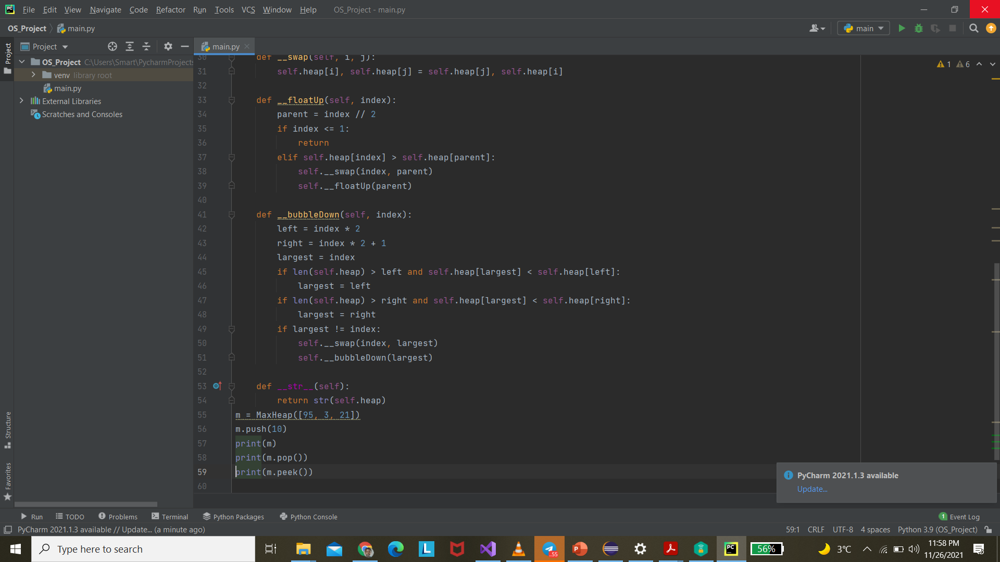 File Edit View Navigate Code Refactor Run Tools VCS Window Help OS_Project - main.py
OS_Project main.py main
Project main.py
OS_Project C:\Users\Smart\PycharmProjects
venv library root
main.py
External Libraries
Scratches and Consoles
Project
Structure
Favorites
1 6
30 def __swap(self, i, j):
31 self.heap[i], self.heap[j] = self.heap[j], self.heap[i]
32
33 def __floatUp(self, index):
34 parent = index // 2
35 if index <= 1:
36 return
37 elif self.heap[index] > self.heap[parent]:
38 self.__swap(index, parent)
39 self.__floatUp(parent)
40
41 def __bubbleDown(self, index):
42 left = index * 2
43 right = index * 2 + 1
44 largest = index
45 if len(self.heap) > left and self.heap[largest] < self.heap[left]:
46 largest = left
47 if len(self.heap) > right and self.heap[largest] < self.heap[right]:
48 largest = right
49 if largest != index:
50 self.__swap(index, largest)
51 self.__bubbleDown(largest)
52
53 def __str__(self):
54 return str(self.heap)
55 m = MaxHeap([95, 3, 21])
56 m.push(10)
57 print(m)
58 print(m.pop())
59 print(m.peek())
60
PyCharm 2021.1.3 available
Update...
Run TODO Problems Terminal Python Packages Python Console 1 Event Log
PyCharm 2021.1.3 available // Update... (a minute ago) 59:1 CRLF UTF-8 4 spaces Python 3.9 (OS_Project)
Type here to search ..55 56% 3°C 11:58 PM
11/26/2021